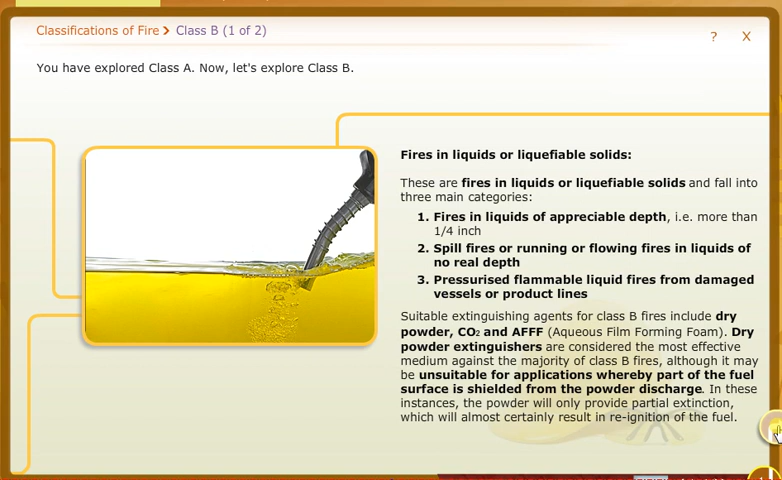 Classifications of Fire > Class B (1 of 2)
? X
You have explored Class A. Now, let's explore Class B.
Fires in liquids or liquefiable solids:
These are fires in liquids or liquefiable solids and fall into
three main categories:
1. Fires in liquids of appreciable depth, i.e. more than
1/4 inch
2. Spill fires or running or flowing fires in liquids of
no real depth
3. Pressurised flammable liquid fires from damaged
vessels or product lines
Suitable extinguishing agents for class B fires include dry
powder, CO₂ and AFFF (Aqueous Film Forming Foam). Dry
powder extinguishers are considered the most effective
medium against the majority of class B fires, although it may
be unsuitable for applications whereby part of the fuel
surface is shielded from the powder discharge. In these
instances, the powder will only provide partial extinction,
which will almost certainly result in re-ignition of the fuel.